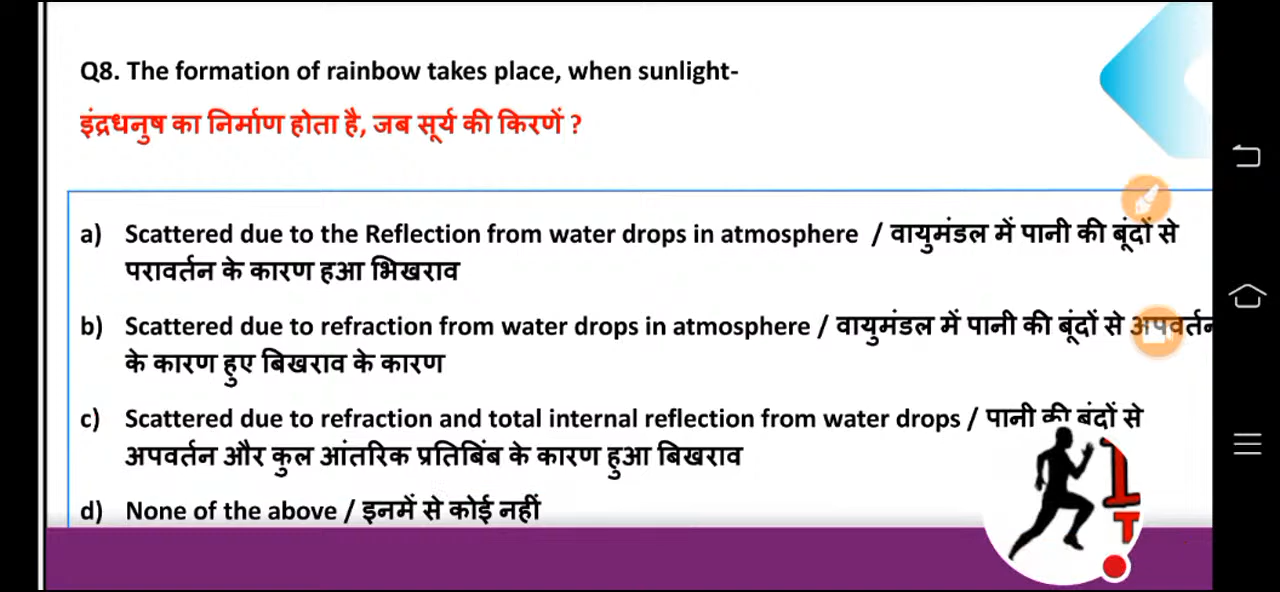 Q8. The formation of rainbow takes place, when sunlight-
इंद्रधनुष का निर्माण होता है, जब सूर्य की किरणें ?
a) Scattered due to the Reflection from water drops in atmosphere / वायुमंडल में पानी की बूंदों से
परावर्तन के कारण हआ भिखराव
b) Scattered due to refraction from water drops in atmosphere / वायुमंडल में पानी की बूंदों से अपवर्तन
के कारण हुए बिखराव के कारण
c) Scattered due to refraction and total internal reflection from water drops / पानी की बूंदों से
अपवर्तन और कुल आंतरिक प्रतिबिंब के कारण हुआ बिखराव
d) None of the above / इनमें से कोई नहीं